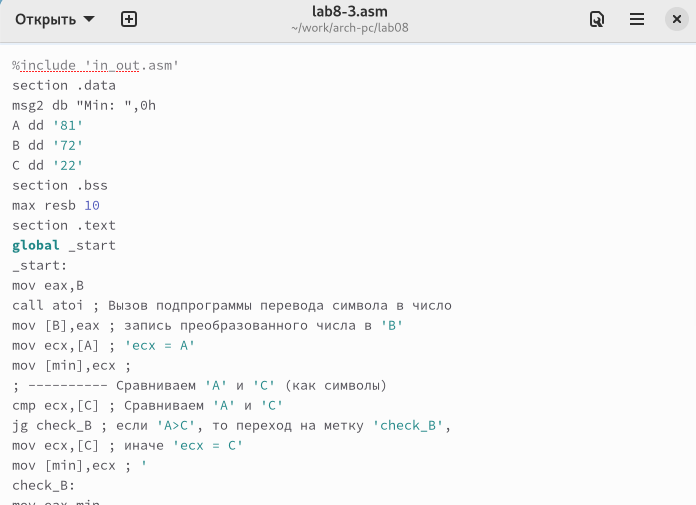 Открыть
lab8-3.asm
~/work/arch-pc/lab08
%include 'in_out.asm'
section .data
msg2 db "Min: ",0h
A dd '81'
B dd '72'
C dd '22'
section .bss
max resb 10
section .text
global _start
_start:
mov eax,B
call atoi ; Вызов подпрограммы перевода символа в число
mov [B],eax ; запись преобразованного числа в 'B'
mov ecx,[A] ; 'ecx = A'
mov [min],ecx ;
; ---------- Сравниваем 'A' и 'C' (как символы)
cmp ecx,[C] ; Сравниваем 'A' и 'C'
jg check_B ; если 'A>C', то переход на метку 'check_B',
mov ecx,[C] ; иначе 'ecx = C'
mov [min],ecx ; '
check_B:
mov eax,min